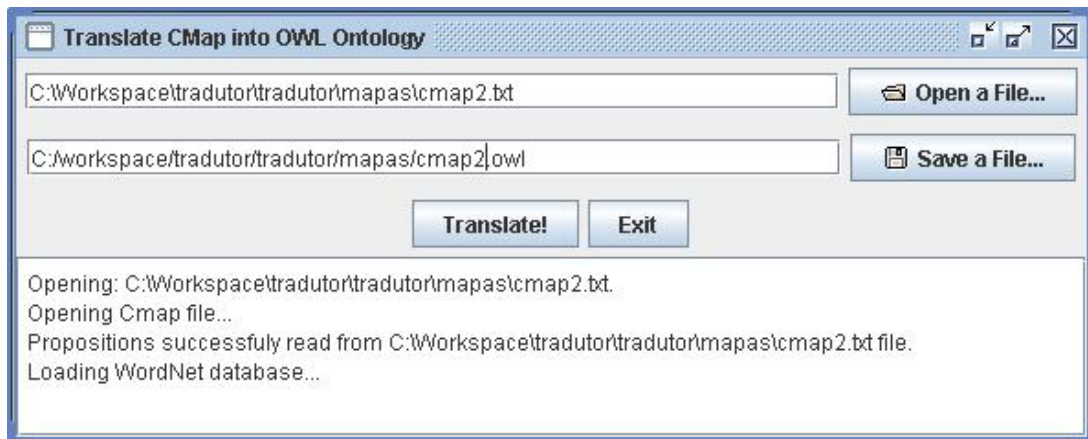 Translate CMap into OWL Ontology
C:\Workspace\tradutor\tradutor\mapas\cmap2.txt
Open a File...
C:/workspace/tradutor/tradutor/mapas/cmap2.owl
Save a File...
Translate! Exit
Opening: C:\Workspace\tradutor\tradutor\mapas\cmap2.txt.
Opening Cmap file...
Propositions successfuly read from C:\Workspace\tradutor\tradutor\mapas\cmap2.txt file.
Loading WordNet database...